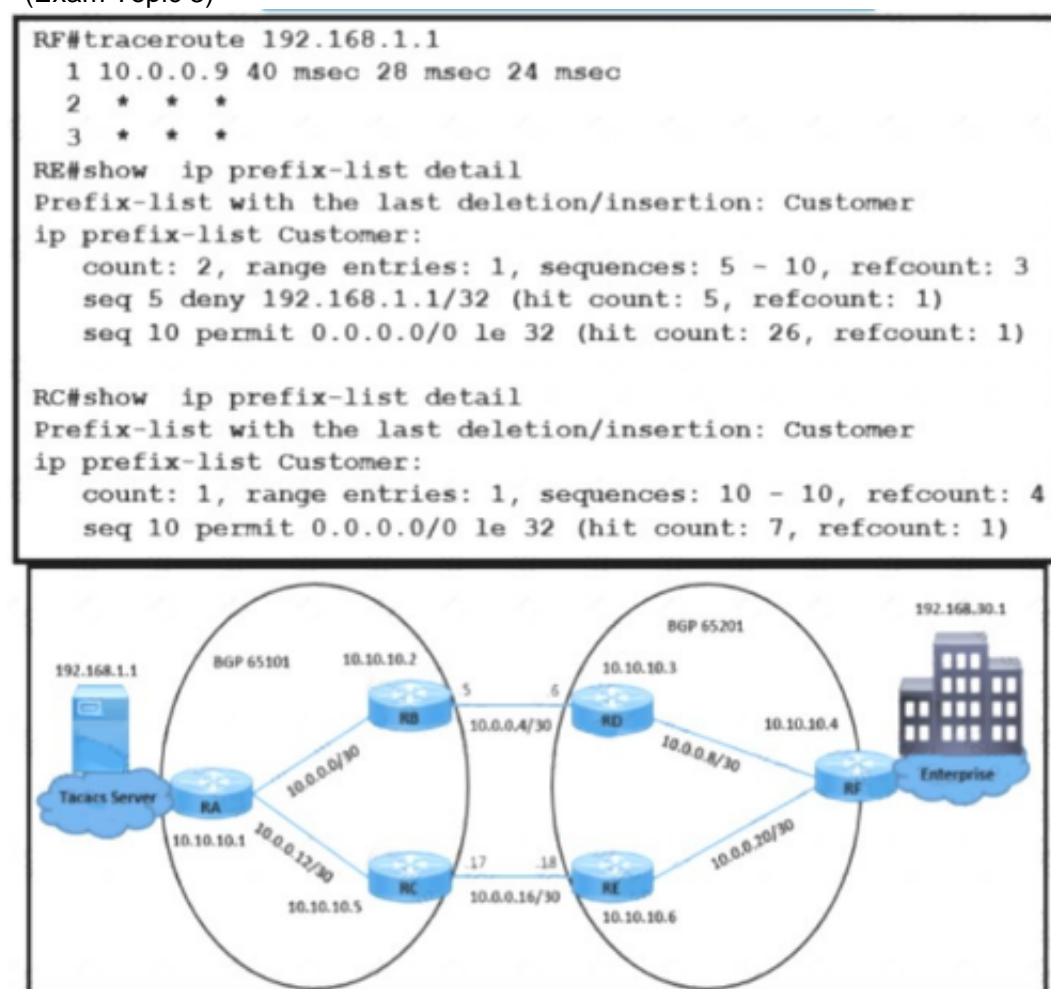 (Exam Topic 3)
RF#traceroute 192.168.1.1
1 10.0.0.9 40 msec 28 msec 24 msec
2 * * *
3 * * *
RE#show ip prefix-list detail
Prefix-list with the last deletion/insertion: Customer
ip prefix-list Customer:
count: 2, range entries: 1, sequences: 5 - 10, refcount: 3
seq 5 deny 192.168.1.1/32 (hit count: 5, refcount: 1)
seq 10 permit 0.0.0.0/0 le 32 (hit count: 26, refcount: 1)
RC#show ip prefix-list detail
Prefix-list with the last deletion/insertion: Customer
ip prefix-list Customer:
count: 1, range entries: 1, sequences: 10 - 10, refcount: 4
seq 10 permit 0.0.0.0/0 le 32 (hit count: 7, refcount: 1)
192.168.30.1
BGP 65101
BGP 65201
192.168.1.1
10.10.10.2
10.10.10.3
.5
.6
RB
10.0.0.4/30
RD
10.10.10.4
10.0.0.0/30
10.0.0.8/30
Tacacs Server
RA
RF
Enterprise
10.10.10.1
10.0.0.12/30
10.0.0.20/30
.17
.18
RC
10.0.0.16/30
RE
10.10.10.5
10.10.10.6